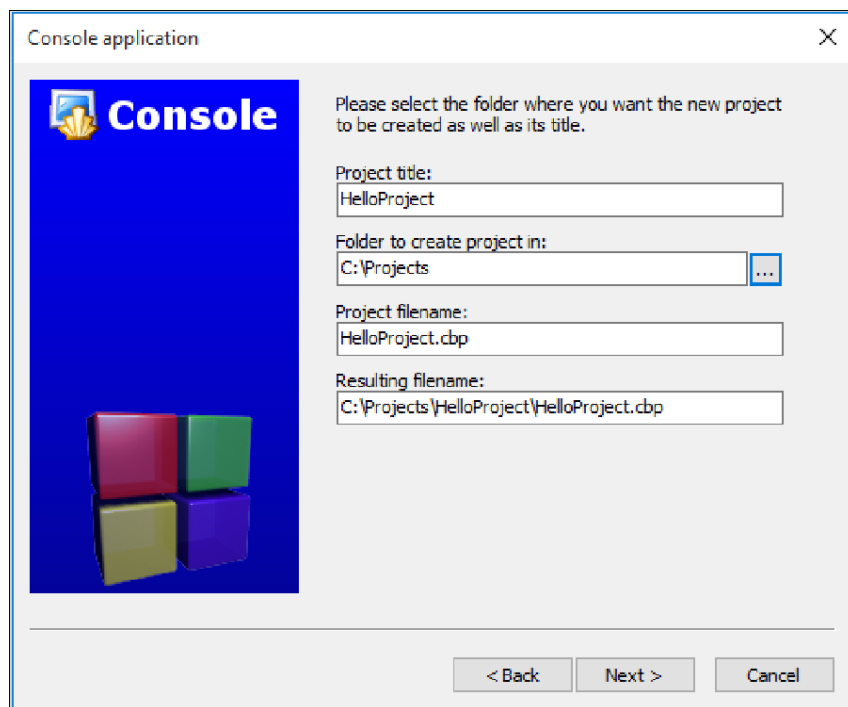 Console application
Console
Please select the folder where you want the new project
to be created as well as its title.
Project title:
HelloProject
Folder to create project in:
C:\Projects
...
Project filename:
HelloProject.cbp
Resulting filename:
C:\Projects\HelloProject\HelloProject.cbp
< Back
Next >
Cancel